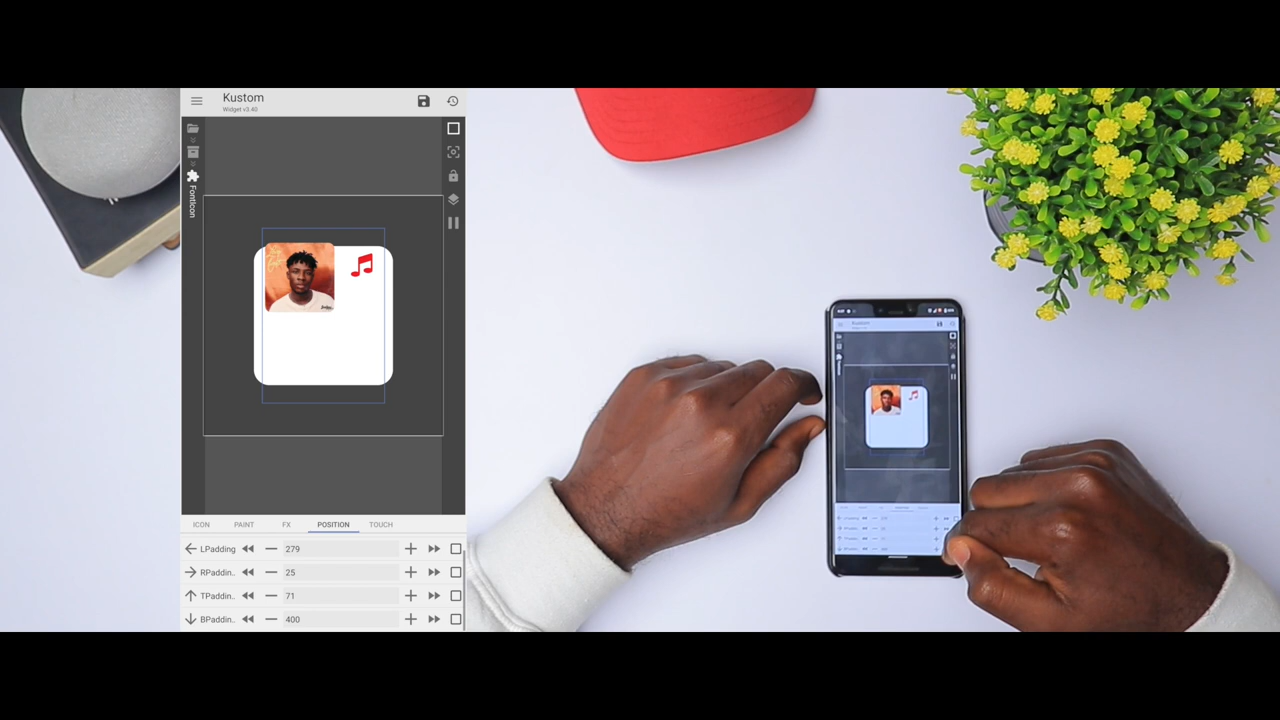 Kustom
Widget v3.40
FontIcon
ICON PAINT FX POSITION TOUCH
LPadding 279
RPaddin.. 25
TPaddin.. 71
BPaddin.. 400